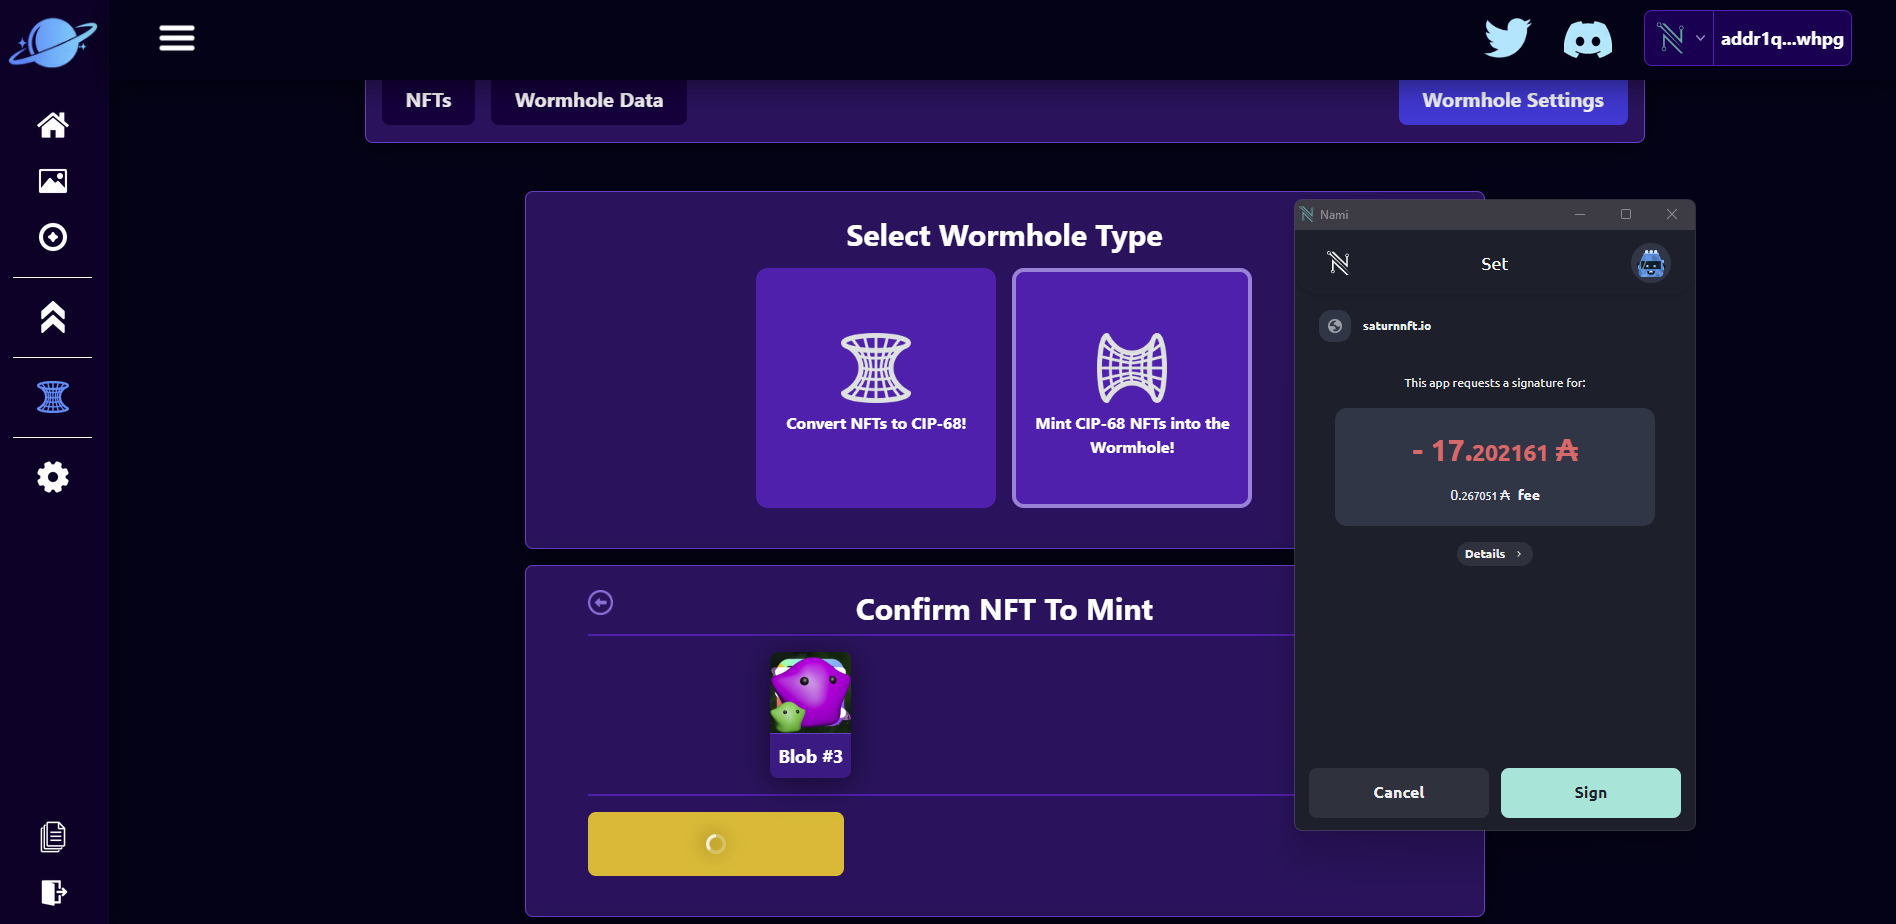 addr1q...whpg
NFTs
Wormhole Data
Wormhole Settings
Select Wormhole Type
Convert NFTs to CIP-68!
Mint CIP-68 NFTs into the
Wormhole!
Confirm NFT To Mint
Blob #3
Nami
Set
saturnnft.io
This app requests a signature for:
- 17.202161 ₳
0.267051 ₳ fee
Details
Cancel
Sign